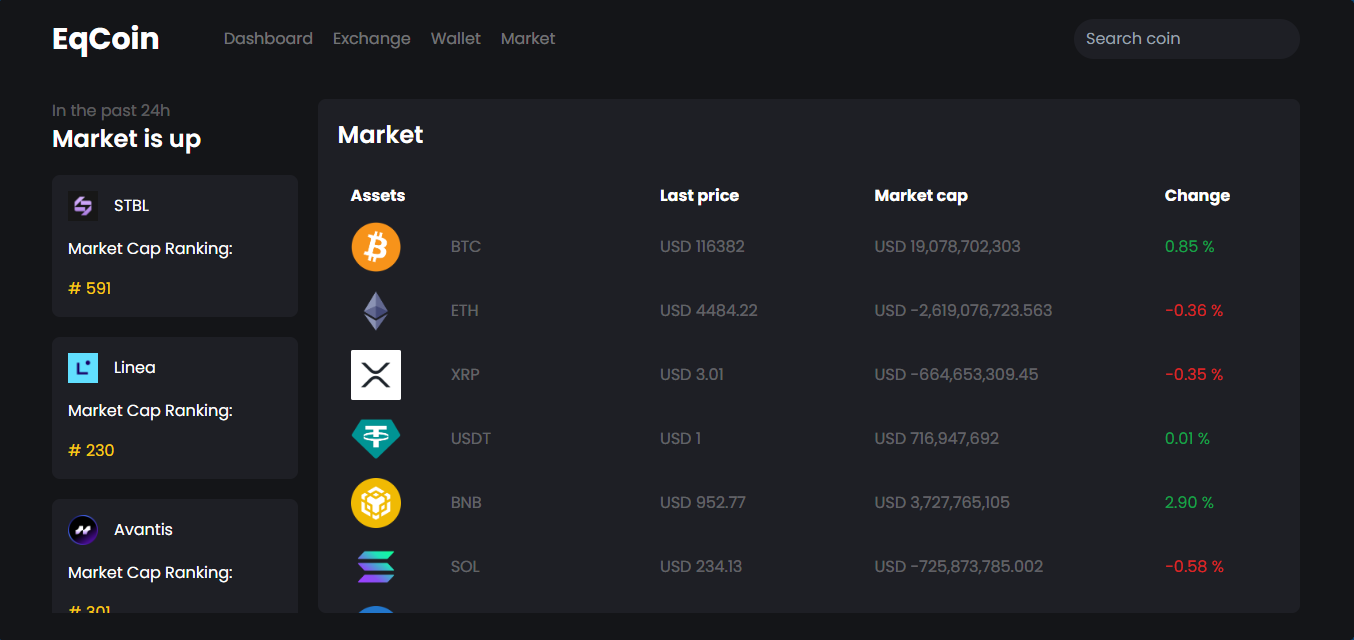 EqCoin Dashboard Exchange Wallet Market Search coin
In the past 24h
Market is up
STBL
Market Cap Ranking:
# 591
Linea
Market Cap Ranking:
# 230
Avantis
Market Cap Ranking:
# 301
Market
Assets Last price Market cap Change
BTC USD 116382 USD 19,078,702,303 0.85 %
ETH USD 4484.22 USD -2,619,076,723.563 -0.36 %
XRP USD 3.01 USD -664,653,309.45 -0.35 %
USDT USD 1 USD 716,947,692 0.01 %
BNB USD 952.77 USD 3,727,765,105 2.90 %
SOL USD 234.13 USD -725,873,785.002 -0.58 %